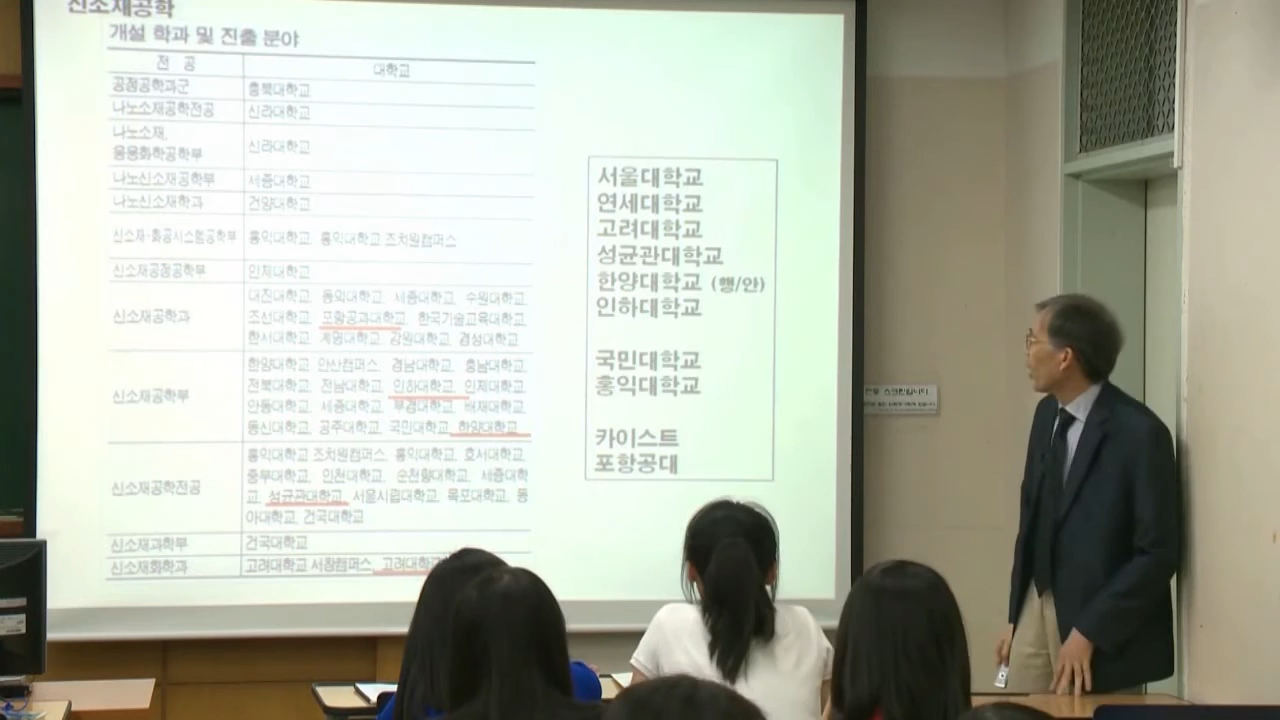 신소재공학
개설 학과 및 진출 분야
전 공 대학교
공점공학과군 충북대학교
나노소재공학전공 신라대학교
나노소재,
응용화학공학부 신라대학교
나노신소재공학부 세종대학교
나노신소재학과 건양대학교
신소재·화공시스템공학부 홍익대학교, 홍익대학교 조치원캠퍼스
신소재공정공학부 인제대학교
신소재공학과
대진대학교, 동의대학교, 세종대학교, 수원대학교,
조선대학교, 포항공과대학교, 한국기술교육대학교,
한서대학교, 계명대학교, 강원대학교, 경성대학교
신소재공학부
한양대학교 안산캠퍼스, 경남대학교, 충남대학교,
전북대학교, 전남대학교, 인하대학교, 인제대학교,
안동대학교, 세종대학교, 부경대학교, 배재대학교,
동신대학교, 공주대학교, 국민대학교, 한양대학교
신소재공학전공
홍익대학교 조치원캠퍼스, 홍익대학교, 호서대학교,
중부대학교, 인천대학교, 순천향대학교, 세종대학
교, 성균관대학교, 서울시립대학교, 목포대학교, 동
아대학교, 건국대학교
신소재과학부 건국대학교
신소재화학과 고려대학교 서창캠퍼스, 고려대학교
서울대학교
연세대학교
고려대학교
성균관대학교
한양대학교 (행/안)
인하대학교
국민대학교
홍익대학교
카이스트
포항공대